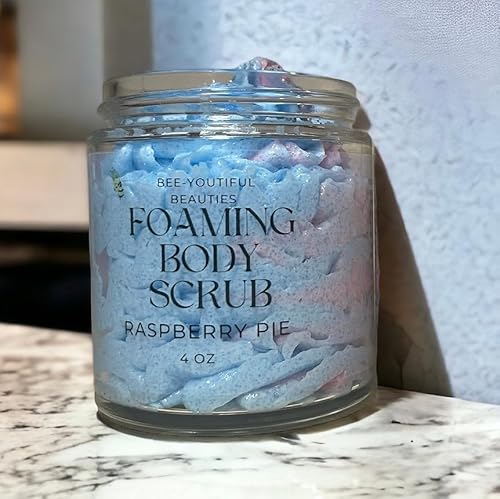 BEE-YOUTIFUL
BEAUTIES
FOAMING
BODY
SCRUB
RASPBERRY PIE
4 OZ